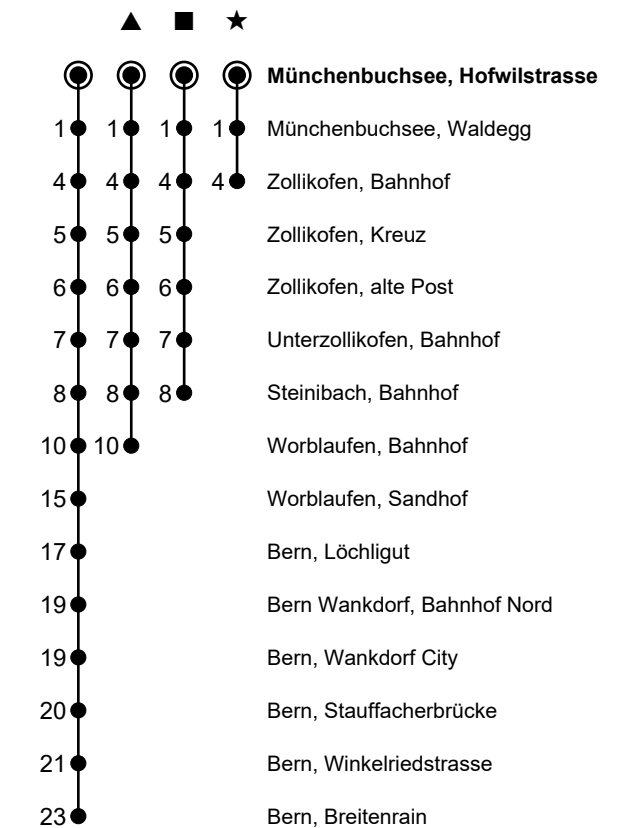 ▲ ■ ★
Münchenbuchsee, Hofwilstrasse
1 1 1 1 Münchenbuchsee, Waldegg
4 4 4 4 Zollikofen, Bahnhof
5 5 5 Zollikofen, Kreuz
6 6 6 Zollikofen, alte Post
7 7 7 Unterzollikofen, Bahnhof
8 8 8 Steinibach, Bahnhof
10 10 Worblaufen, Bahnhof
15 Worblaufen, Sandhof
17 Bern, Löchligut
19 Bern Wankdorf, Bahnhof Nord
19 Bern, Wankdorf City
20 Bern, Stauffacherbrücke
21 Bern, Winkelriedstrasse
23 Bern, Breitenrain